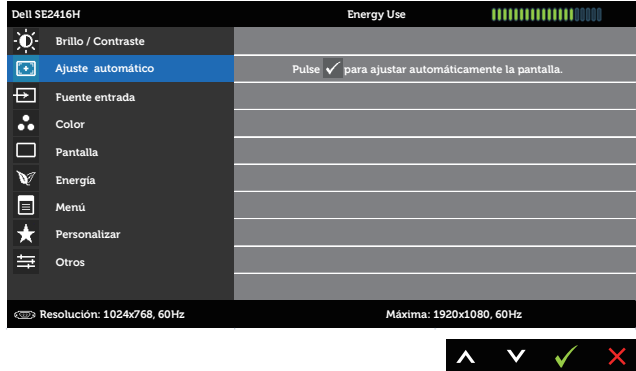 Dell SE2416H Energy Use
Brillo / Contraste
Ajuste automático Pulse para ajustar automáticamente la pantalla.
Fuente entrada
Color
Pantalla
Energía
Menú
Personalizar
Otros
Resolución: 1024x768, 60Hz Máxima: 1920x1080, 60Hz